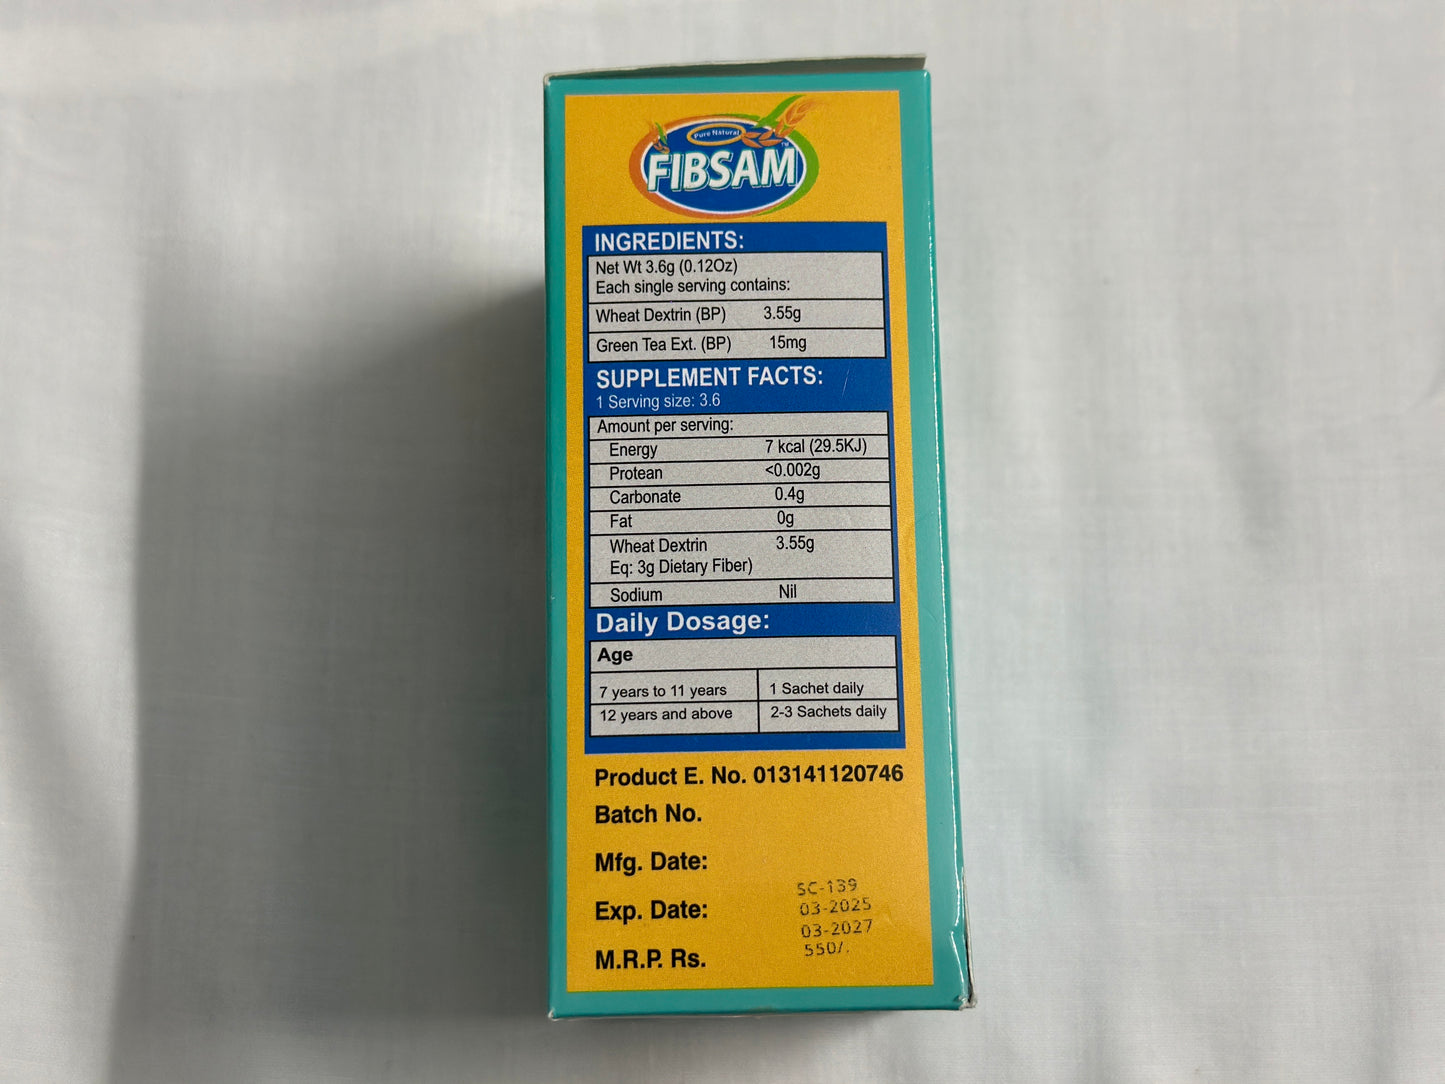 Pure Natural
FIBSAM™
INGREDIENTS:
Net Wt 3.6g (0.12Oz)
Each single serving contains:
Wheat Dextrin (BP) 3.55g
Green Tea Ext. (BP) 15mg
SUPPLEMENT FACTS:
1 Serving size: 3.6
Amount per serving:
Energy 7 kcal (29.5KJ)
Protean <0.002g
Carbonate 0.4g
Fat 0g
Wheat Dextrin 3.55g
Eq: 3g Dietary Fiber)
Sodium Nil
Daily Dosage:
Age
7 years to 11 years 1 Sachet daily
12 years and above 2-3 Sachets daily
Product E. No. 013141120746
Batch No.
Mfg. Date:
Exp. Date:
M.R.P. Rs.
SC-139
03-2025
03-2027
550/.